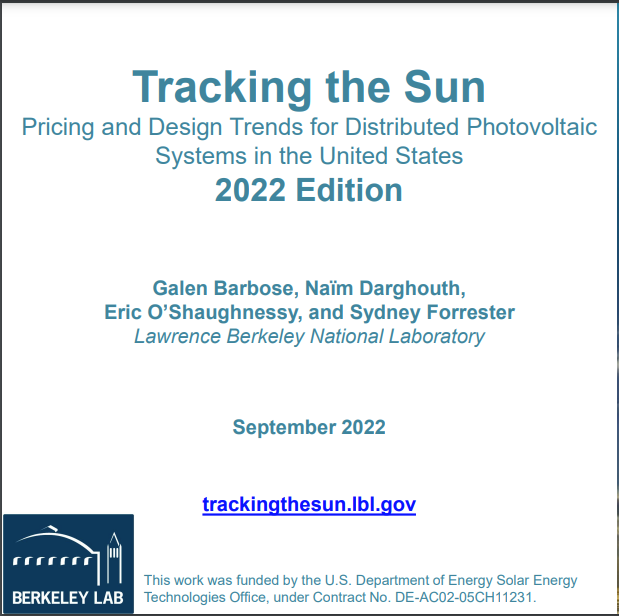 Tracking the Sun
Pricing and Design Trends for Distributed Photovoltaic
Systems in the United States
2022 Edition
Galen Barbose, Naïm Darghouth,
Eric O’Shaughnessy, and Sydney Forrester
Lawrence Berkeley National Laboratory
September 2022
trackingthesun.lbl.gov
BERKELEY LAB
This work was funded by the U.S. Department of Energy Solar Energy
Technologies Office, under Contract No. DE-AC02-05CH11231.